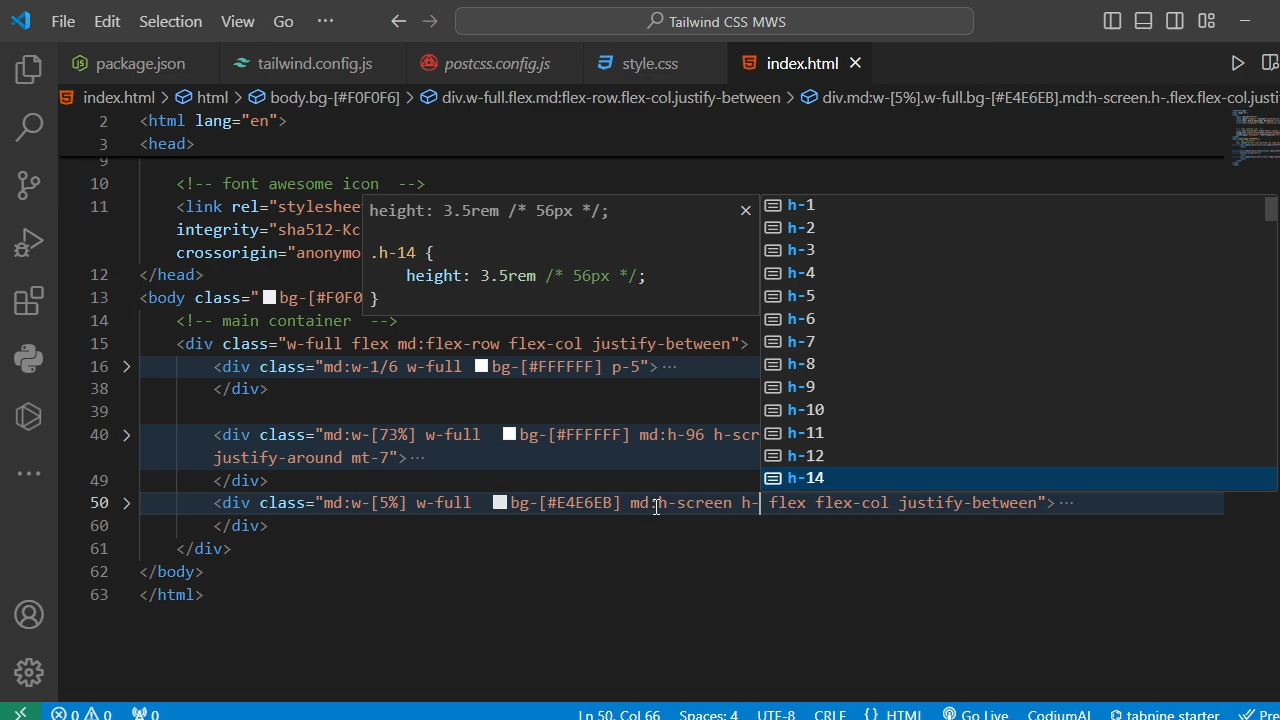 File Edit Selection View Go ··· Tailwind CSS MWS
package.json tailwind.config.js postcss.config.js style.css index.html
index.html > html > body.bg-[#F0F0F6] > div.w-full.flex.md:flex-row.flex-col.justify-between > div.md:w-[5%].w-full.bg-[#E4E6EB].md:h-screen.h-.flex.flex-col.justi
2 <html lang="en">
3 <head>
9
10 <!-- font awesome icon -->
11 <link rel="styleshee
integrity="sha512-Kc
crossorigin="anonymo
12 </head>
13 <body class="bg-[#F0F0
14 <!-- main container -->
15 <div class="w-full flex md:flex-row flex-col justify-between">
16 <div class="md:w-1/6 w-full bg-[#FFFFFF] p-5">···
38 </div>
39
40 <div class="md:w-[73%] w-full bg-[#FFFFFF] md:h-96 h-scr
justify-around mt-7">···
49 </div>
50 <div class="md:w-[5%] w-full bg-[#E4E6EB] md:h-screen h- flex flex-col justify-between">···
60 </div>
61 </div>
62 </body>
63 </html>
height: 3.5rem /* 56px */;
.h-14 {
height: 3.5rem /* 56px */;
}
h-1
h-2
h-3
h-4
h-5
h-6
h-7
h-8
h-9
h-10
h-11
h-12
h-14
0 0 0 Ln 50, Col 66 Spaces: 4 UTF-8 CRLF {} HTML Go Live CodiumAI tabnine starter Pre